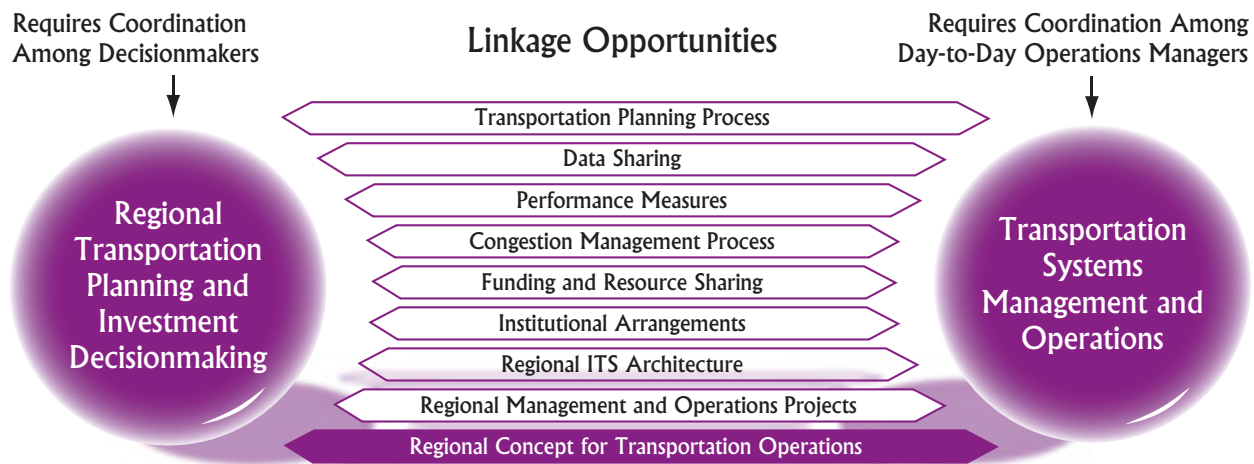 Requires Coordination
Among Decisionmakers
Linkage Opportunities
Requires Coordination Among
Day-to-Day Operations Managers
Regional
Transportation
Planning and
Investment
Decisionmaking
Transportation Planning Process
Data Sharing
Performance Measures
Congestion Management Process
Funding and Resource Sharing
Institutional Arrangements
Regional ITS Architecture
Regional Management and Operations Projects
Regional Concept for Transportation Operations
Transportation
Systems
Management and
Operations